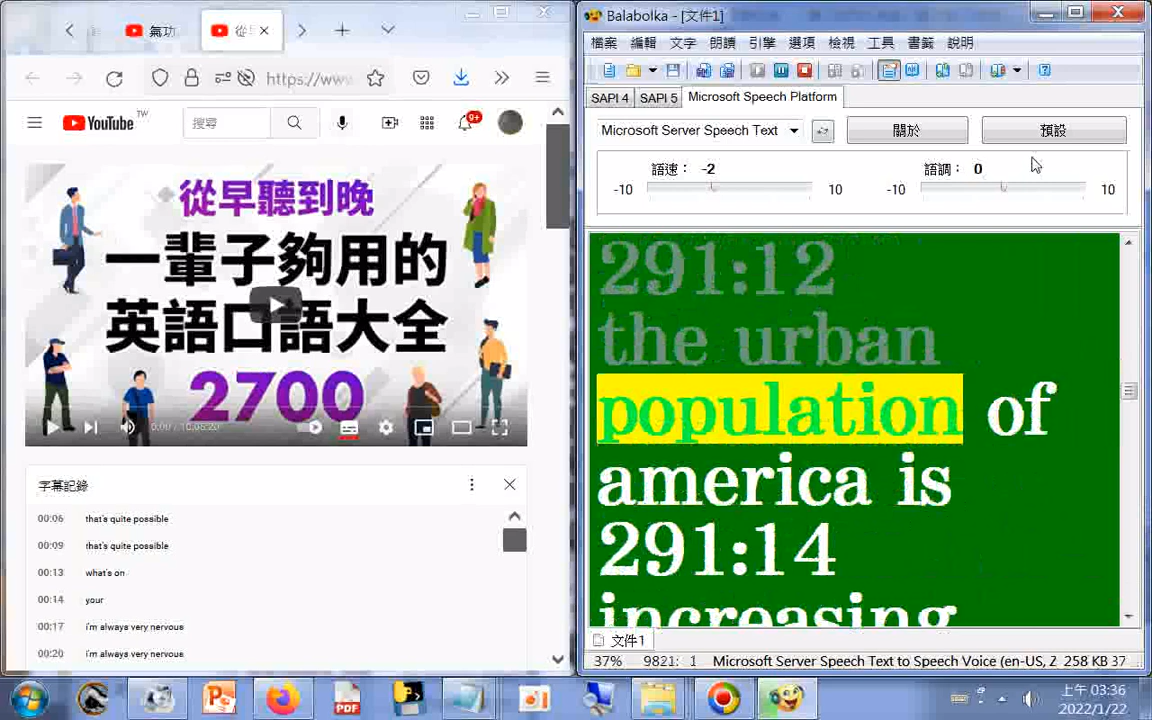 氣功
從!
https://www
YouTube TW
搜尋
9+
從早聽到晚
一輩子夠用的
英語口語大全
2700
字幕記錄
00:06 that's quite possible
00:09 that's quite possible
00:13 what's on
00:14 your
00:17 i'm always very nervous
00:20 i'm always very nervous
Balabolka - [文件1]
檔案 編輯 文字 朗讀 引擎 選項 檢視 工具 書籤 說明
SAPI 4 SAPI 5 Microsoft Speech Platform
Microsoft Server Speech Text
關於
預設
語速: -2
語調: 0
-10 10 -10 10
291:12
the urban
population of
america is
291:14
increasing
文件1
37% 9821: 1 Microsoft Server Speech Text to Speech Voice (en-US, Z 258 KB 37
PDF
上午 03:36
2022/1/22